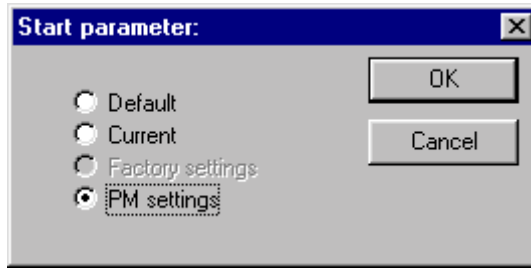 Start parameter:
Default
Current
Factory settings
PM settings
OK
Cancel